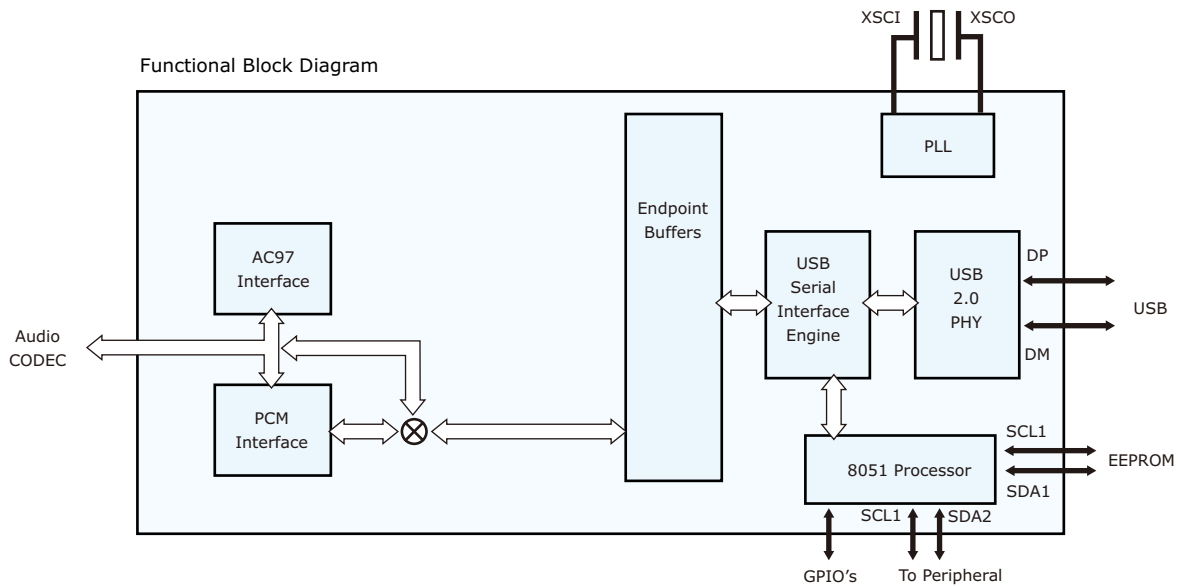 XSCI
XSCO
Functional Block Diagram
PLL
Endpoint
Buffers
AC97
Interface
USB
Serial
Interface
Engine
USB
2.0
PHY
DP
USB
DM
Audio
CODEC
PCM
Interface
8051 Processor
SCL1
EEPROM
SDA1
SCL1
SDA2
GPIO's
To Peripheral